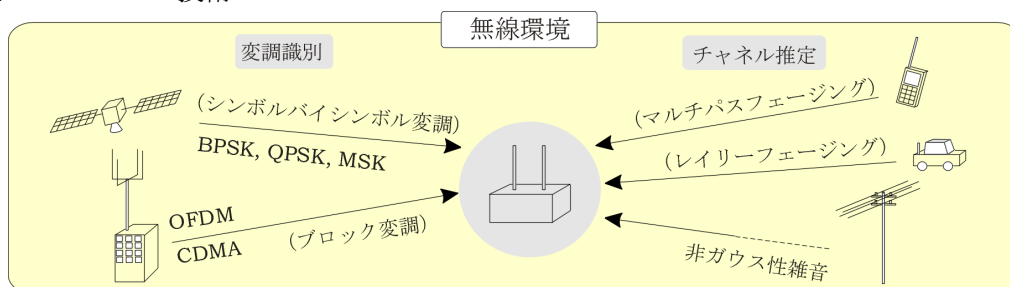 無線環境
変調識別
チャネル推定
(シンボルバイシンボル変調)
BPSK, QPSK, MSK
OFDM
CDMA
(ブロック変調)
(マルチパスフェージング)
(レイリーフェージング)
非ガウス性雑音